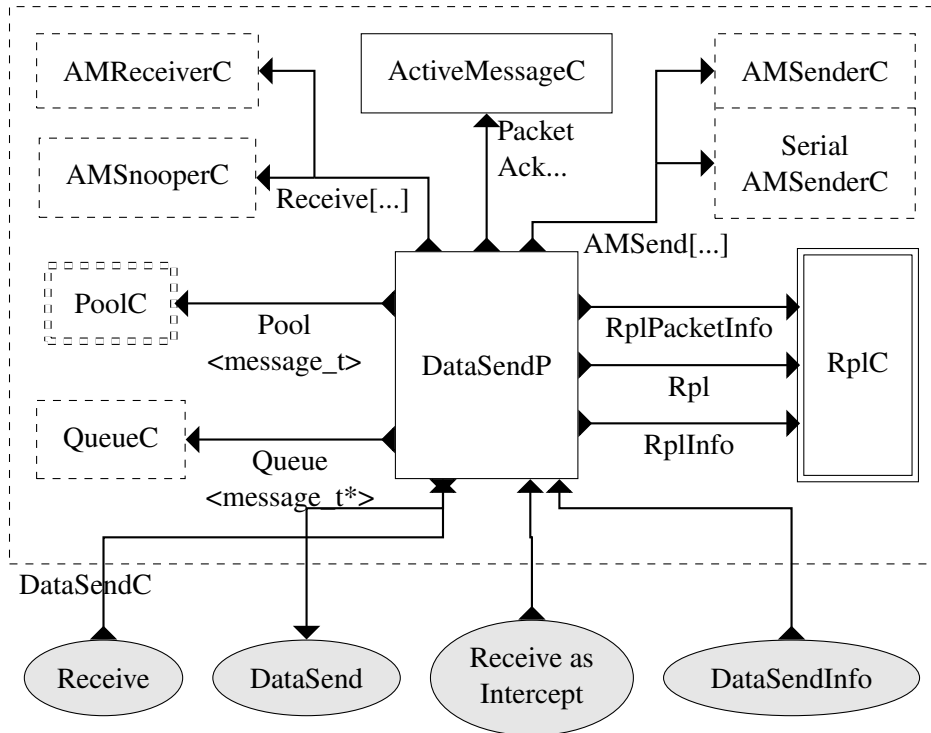 AMReceiverC
ActiveMessageC
AMSenderC
Packet
Ack...
Serial
AMSenderC
AMSnooperC
Receive[...]
AMSend[...]
PoolC
Pool
<message_t>
DataSendP
RplPacketInfo
Rpl
RplInfo
RplC
QueueC
Queue
<message_t*>
DataSendC
Receive
DataSend
Receive as
Intercept
DataSendInfo